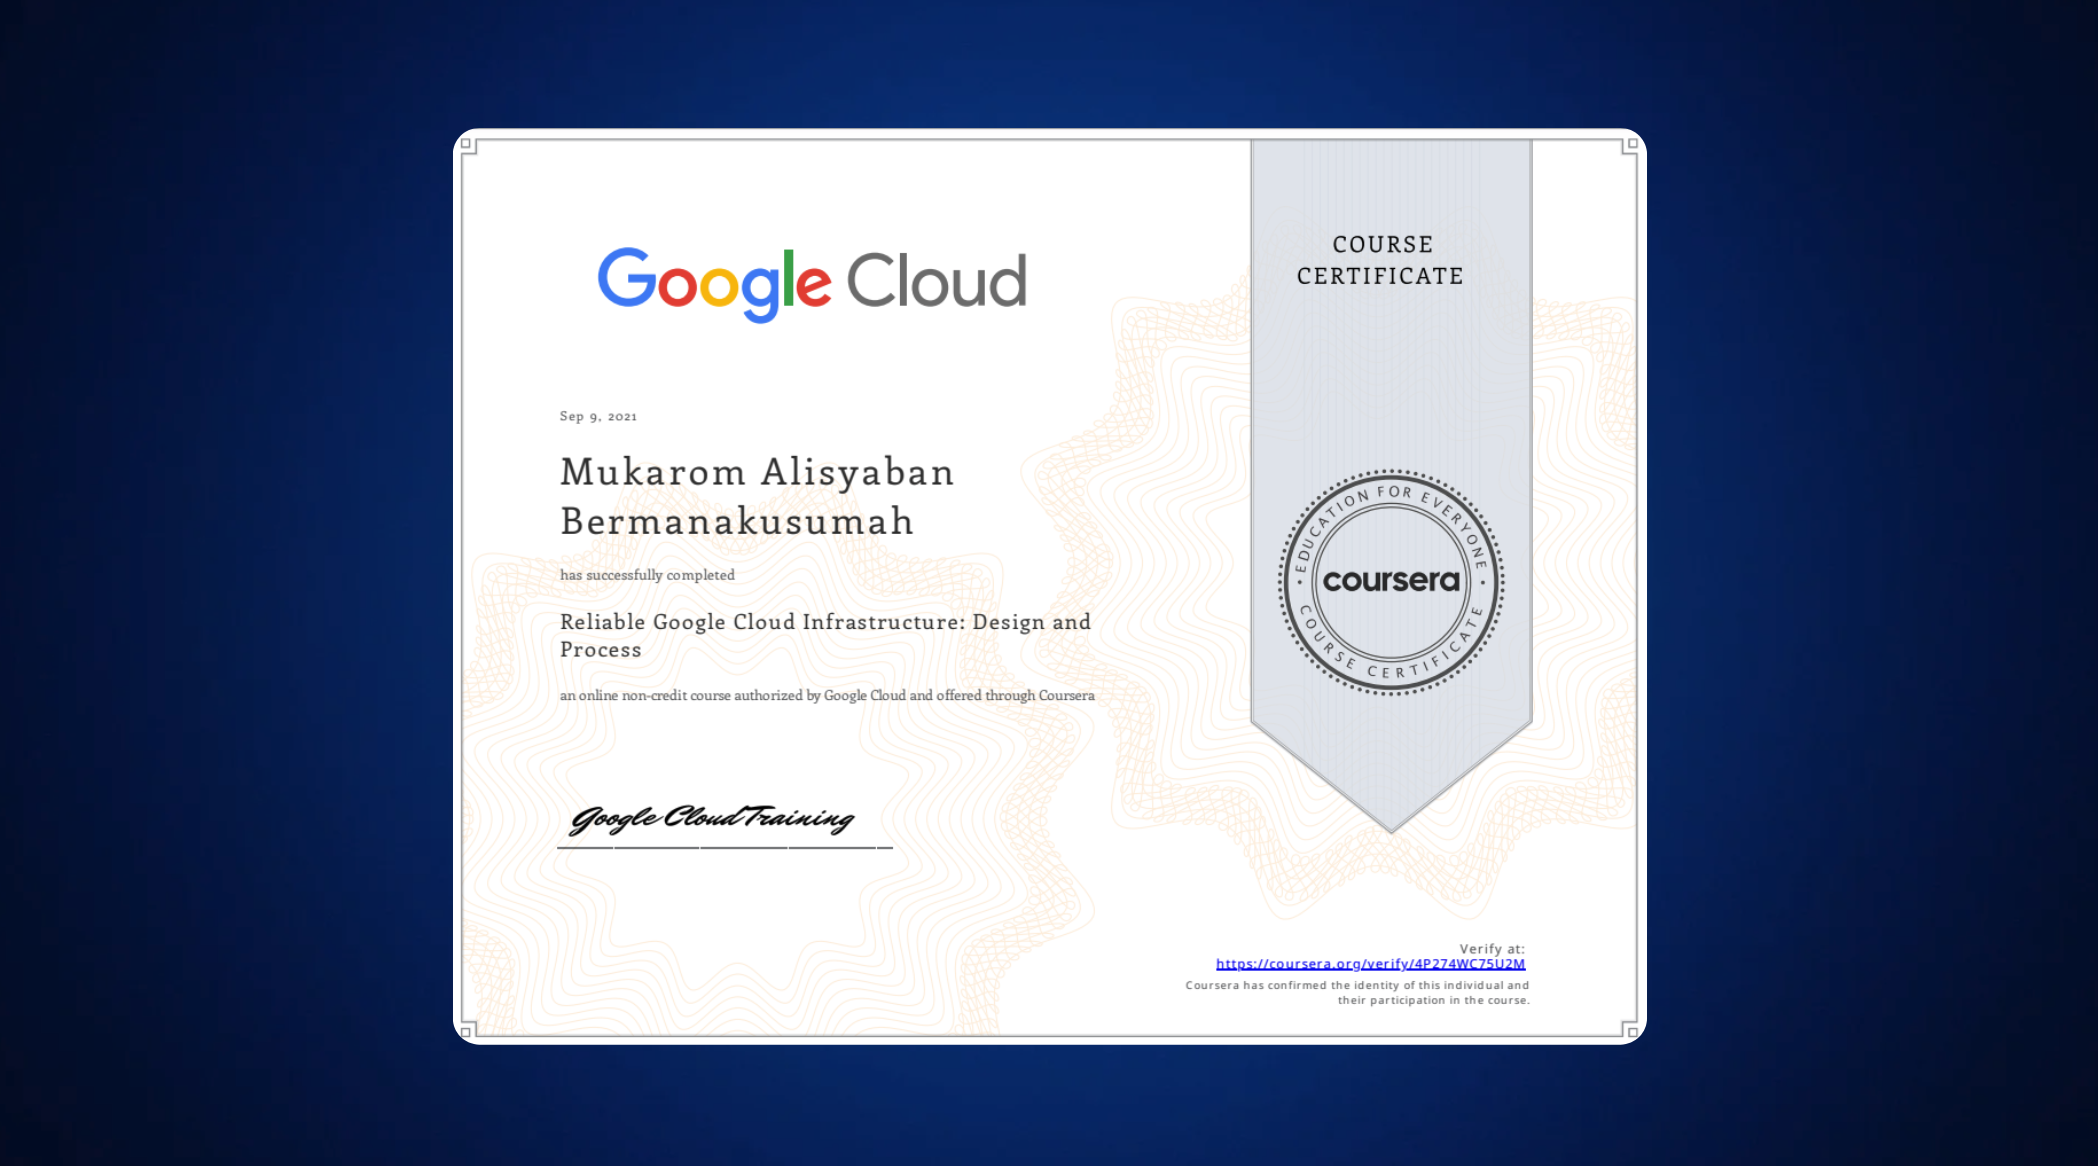 Google Cloud
COURSE
CERTIFICATE
Sep 9, 2021
Mukarom Alisyaban
Bermanakusumah
has successfully completed
Reliable Google Cloud Infrastructure: Design and
Process
an online non-credit course authorized by Google Cloud and offered through Coursera
EDUCATION FOR EVERYONE
coursera
COURSE CERTIFICATE
Google Cloud Training
Verify at:
https://coursera.org/verify/4P274WC75U2M
Coursera has confirmed the identity of this individual and
their participation in the course.